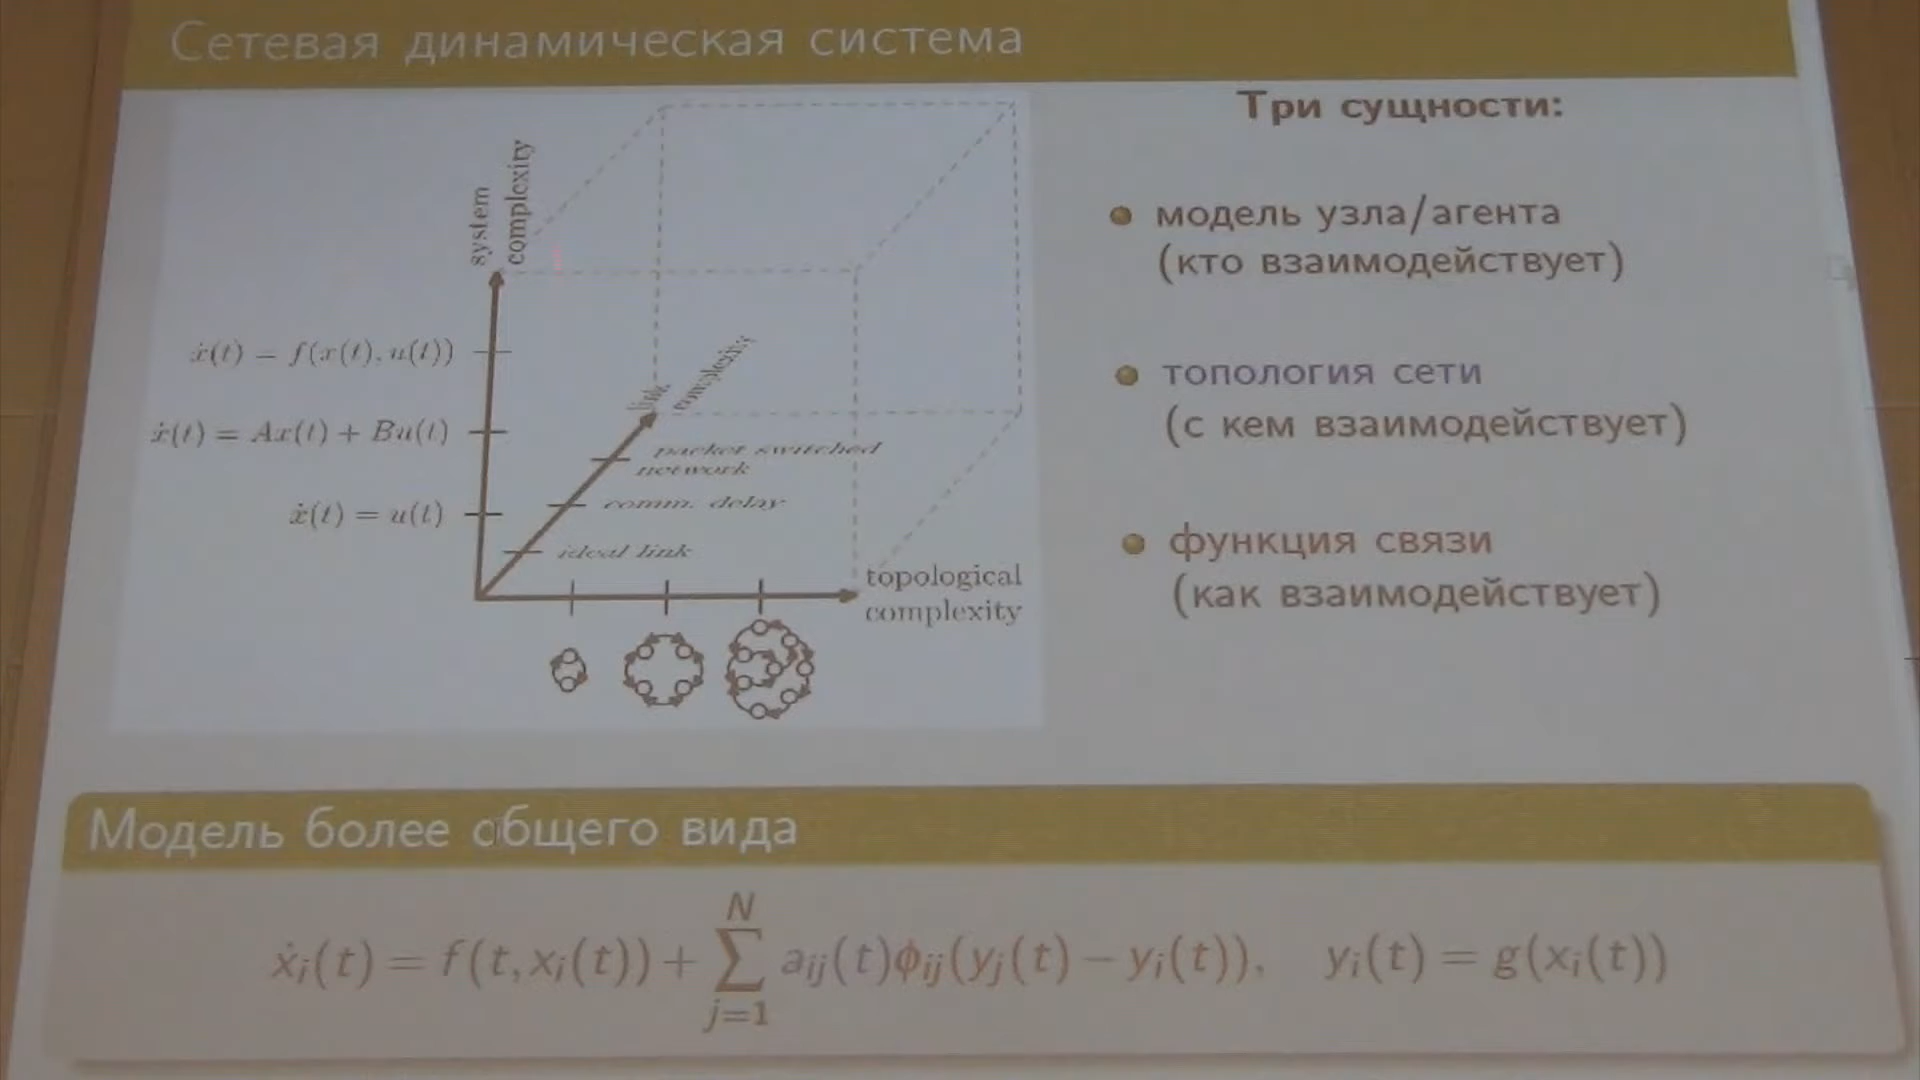 Сетевая динамическая система
system
complexity
ẋ(t) = f(x(t), u(t))
ẋ(t) = Ax(t) + Bu(t)
ẋ(t) = u(t)
link
complexity
packet switched
network
comm. delay
ideal link
topological
complexity
Три сущности:
модель узла/агента
(кто взаимодействует)
топология сети
(с кем взаимодействует)
функция связи
(как взаимодействует)
Модель более общего вида
ẋᵢ(t) = f(t, xᵢ(t)) + ∑_{j=1}^{N} aᵢⱼ(t)ϕᵢⱼ(yⱼ(t) − yᵢ(t)), yᵢ(t) = g(xᵢ(t))